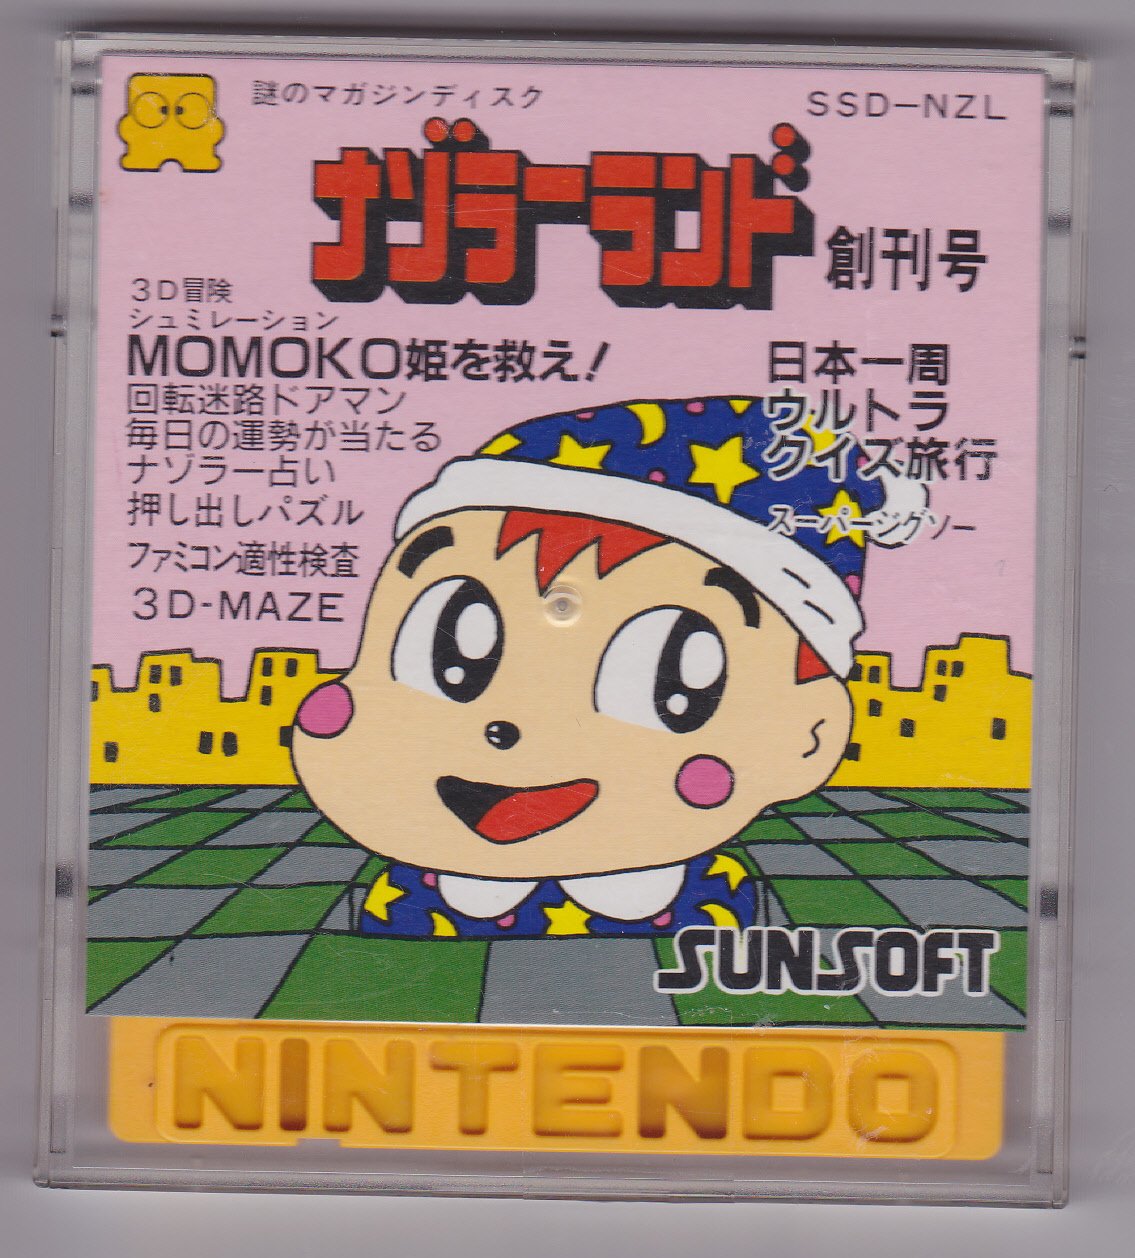 謎のマガジンディスク
SSD-NZL
ナゾラーランド
創刊号
3D冒険
シュミレーション
MOMOKO姫を救え!
回転迷路ドアマン
毎日の運勢が当たる
ナゾラー占い
押し出しパズル
ファミコン適性検査
3D-MAZE
日本一周
ウルトラ
クイズ旅行
スーパージグソー
SUNSOFT
NINTENDO